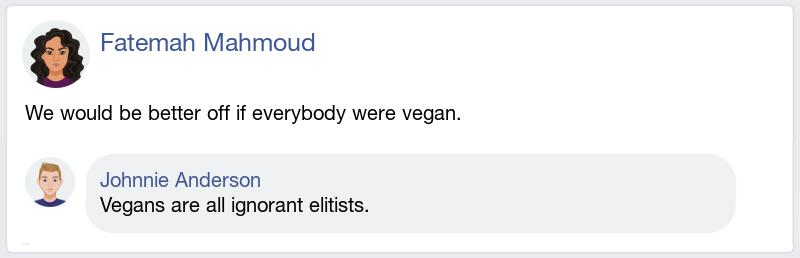 Fatemah Mahmoud
We would be better off if everybody were vegan.
Johnnie Anderson
Vegans are all ignorant elitists.